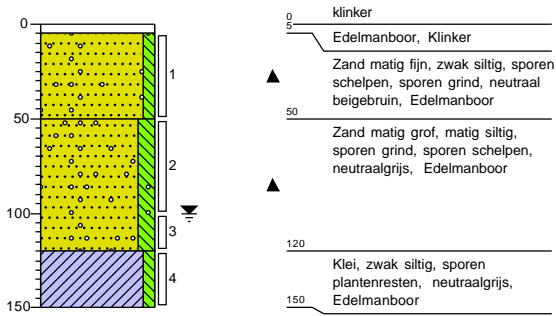 0
50
100
150
1
2
3
4
0
klinker
5
Edelmanboor, Klinker
Zand matig fijn, zwak siltig, sporen
schelpen, sporen grind, neutraal
beigebruin, Edelmanboor
50
Zand matig grof, matig siltig,
sporen grind, sporen schelpen,
neutraalgrijs, Edelmanboor
120
Klei, zwak siltig, sporen
plantenresten, neutraalgrijs,
Edelmanboor
150